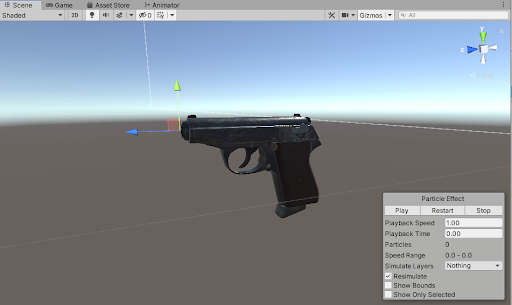 Scene Game Asset Store Animator
Shaded 2D 0 Gizmos All
y
z
Particle Effect
Play Restart Stop
Playback Speed 1.00
Playback Time 0.00
Particles 0
Speed Range 0.0 - 0.0
Simulate Layers Nothing
Resimulate
Show Bounds
Show Only Selected